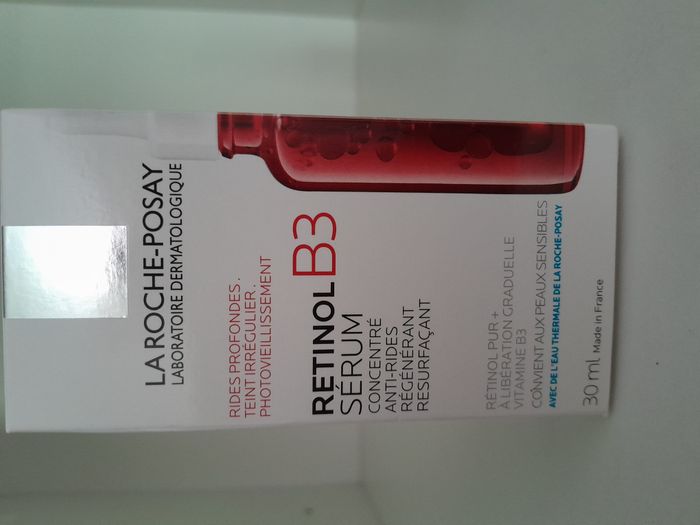 LA ROCHE-POSAY
LABORATOIRE DERMATOLOGIQUE
RIDES PROFONDES.
TEINT IRRÉGULIER.
PHOTOVIEILLISSEMENT
RETINOL B3
SÉRUM
CONCENTRÉ
ANTI-RIDES
RÉGÉNÉRANT
RESURFAÇANT
RÉTINOL PUR +
À LIBÉRATION GRADUELLE
VITAMINE B3
CONVIENT AUX PEAUX SENSIBLES
AVEC DE L'EAU THERMALE DE LA ROCHE-POSAY
30 ml Made in France